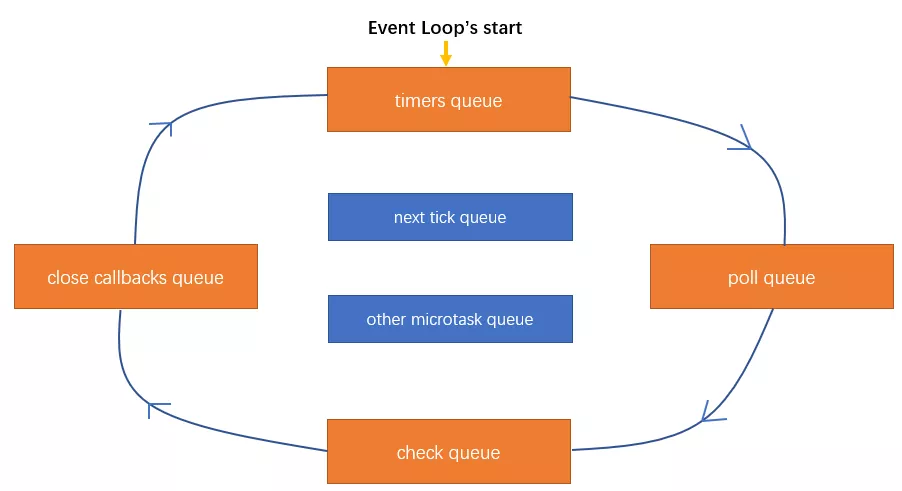 Event Loop’s start
timers queue
next tick queue
close callbacks queue
poll queue
other microtask queue
check queue